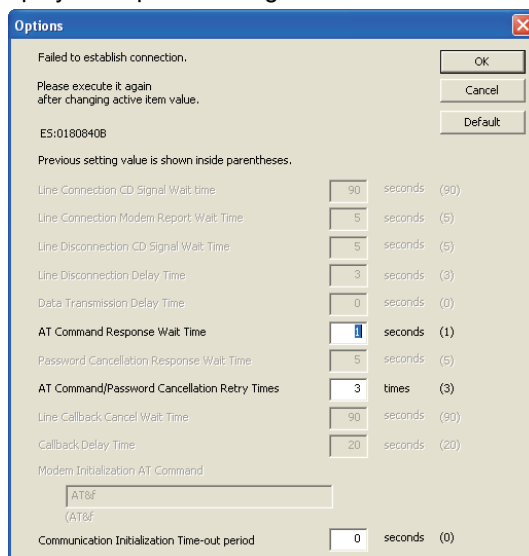 Options
Failed to establish connection.
OK
Please execute it again
after changing active item value.
Cancel
Default
ES:0180840B
Previous setting value is shown inside parentheses.
Line Connection CD Signal Wait time 90 seconds (90)
Line Connection Modem Report Wait Time 5 seconds (5)
Line Disconnection CD Signal Wait Time 5 seconds (5)
Line Disconnection Delay Time 3 seconds (3)
Data Transmission Delay Time 0 seconds (0)
AT Command Response Wait Time 1 seconds (1)
Password Cancellation Response Wait Time 5 seconds (5)
AT Command/Password Cancellation Retry Times 3 times (3)
Line Callback Cancel Wait Time 90 seconds (90)
Callback Delay Time 20 seconds (20)
Modem Initialization AT Command
AT&f
(AT&f
Communication Initialization Time-out period 0 seconds (0)